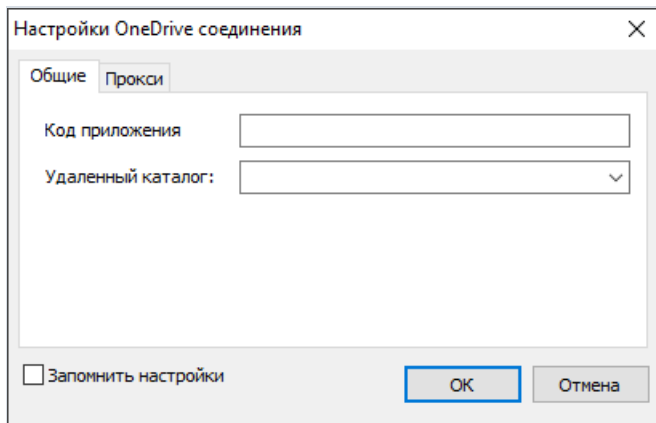 Настройки OneDrive соединения
Общие
Прокси
Код приложения
Удаленный каталог:
Запомнить настройки
OK
Отмена